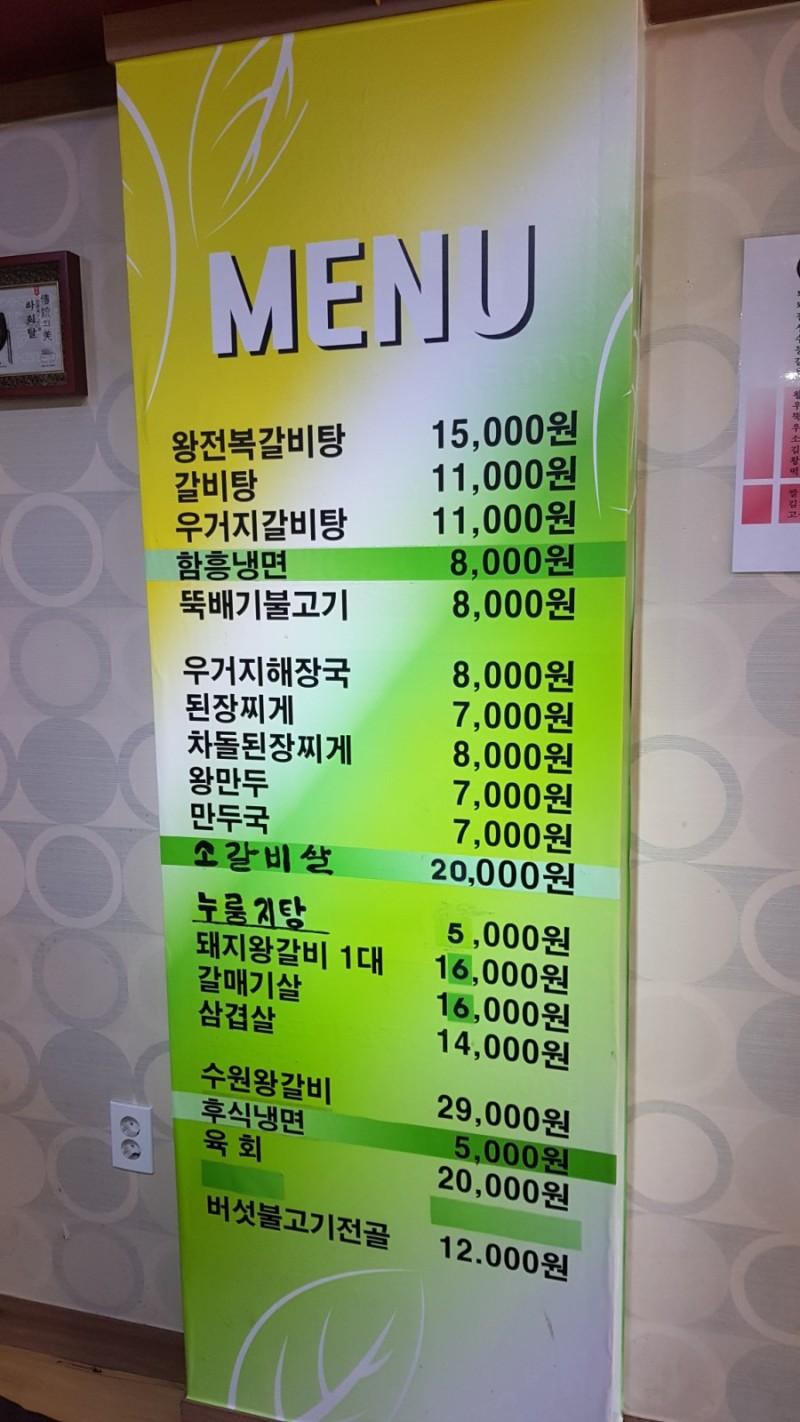 MENU
왕전복갈비탕 15,000원
갈비탕 11,000원
우거지갈비탕 11,000원
함흥냉면 8,000원
뚝배기불고기 8,000원
우거지해장국 8,000원
된장찌게 7,000원
차돌된장찌게 8,000원
왕만두 7,000원
만두국 7,000원
소갈비살 20,000원
누룽지탕 5,000원
돼지왕갈비 1대 16,000원
갈매기살 16,000원
삼겹살 14,000원
수원왕갈비 29,000원
후식냉면 5,000원
육회 20,000원
버섯불고기전골 12.000원